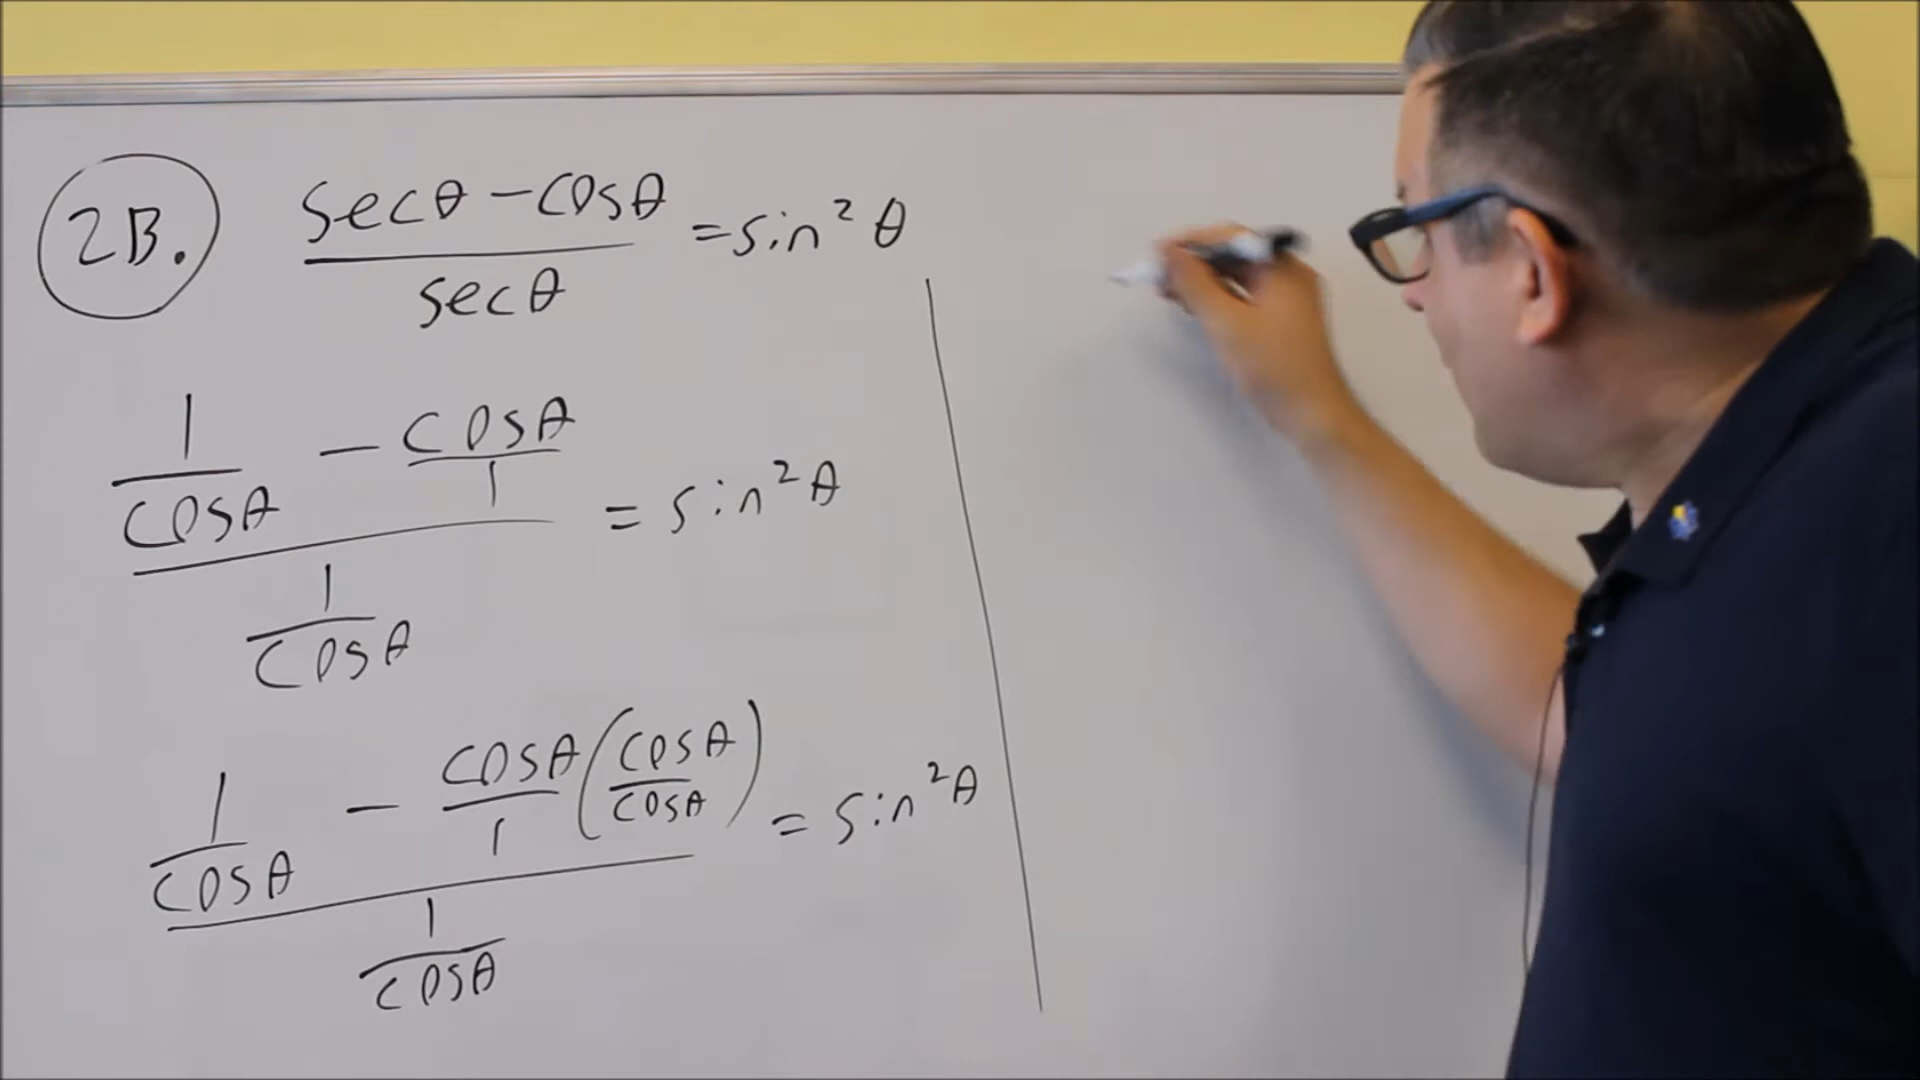 2B. secθ - cosθ = sin² θ
secθ
1 - cosθ
cosθ 1 = sin²θ
1
cosθ
1 - cosθ (cosθ)
cosθ 1 cosθ = sin²θ
1
cosθ